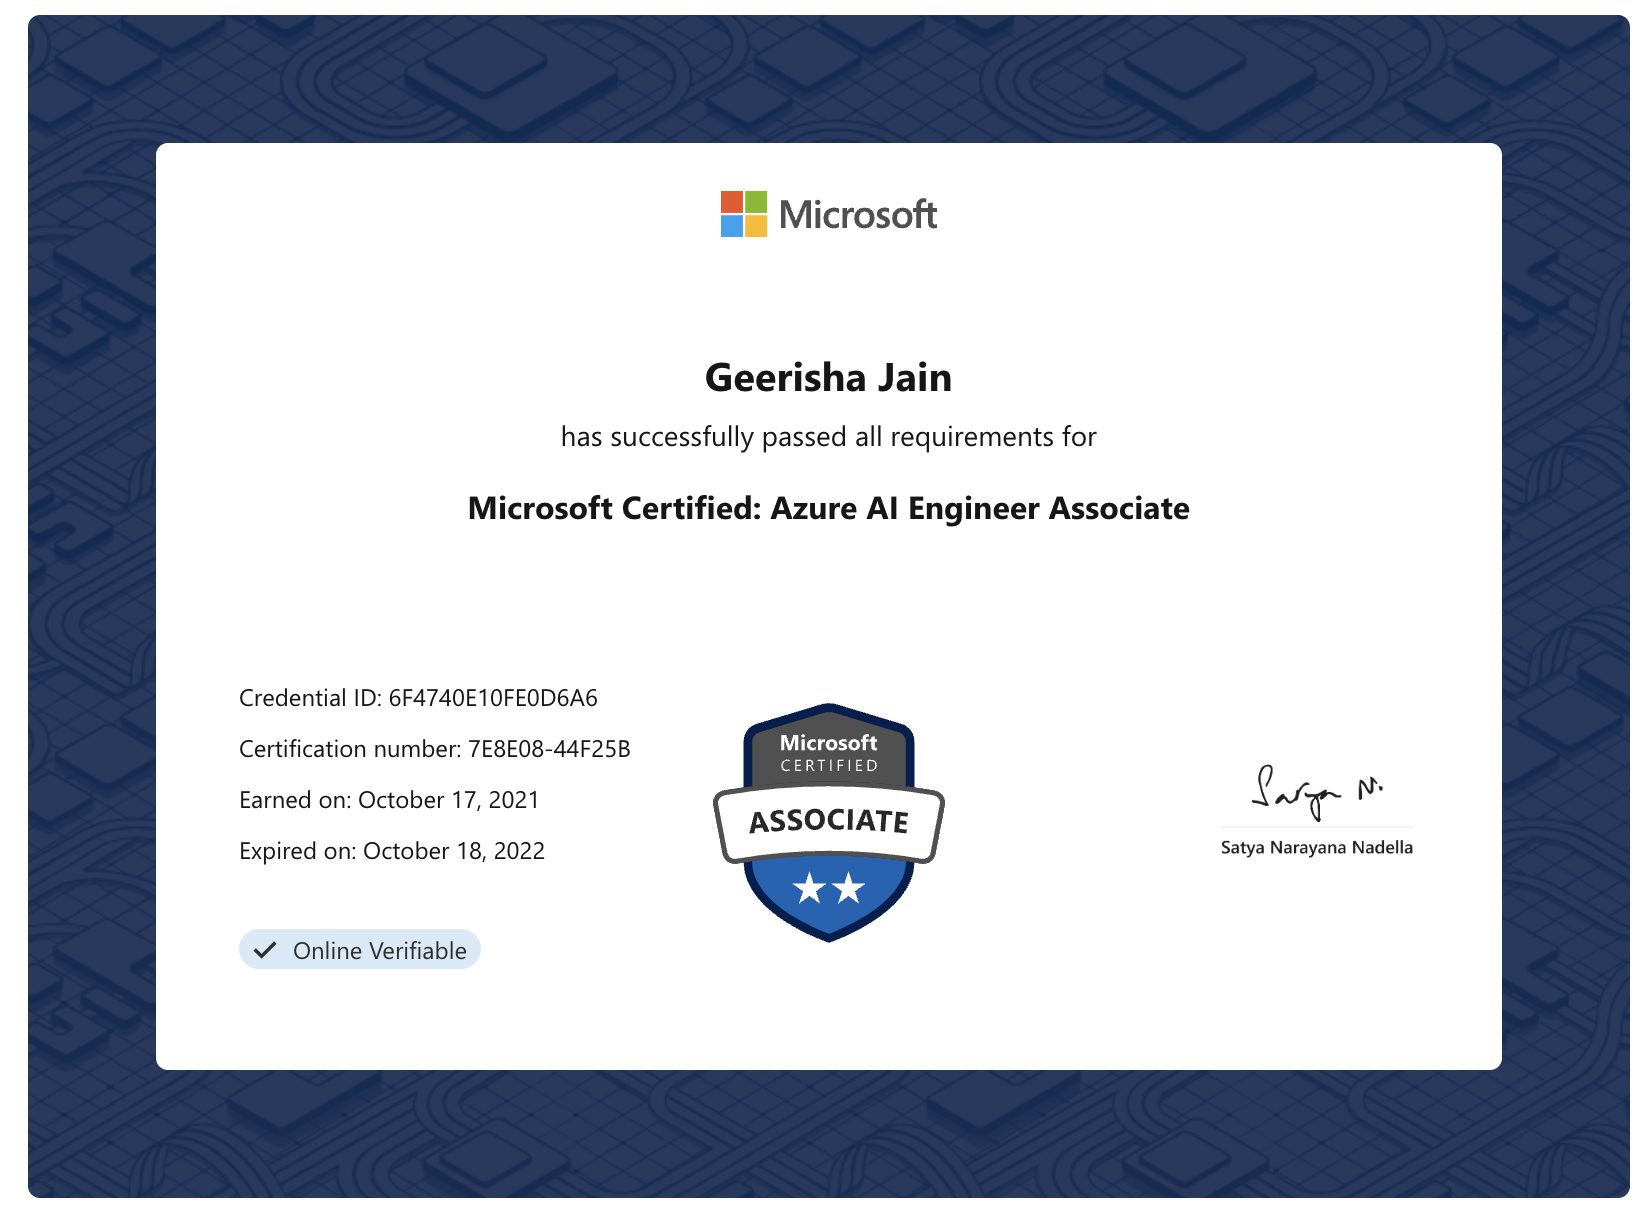 Microsoft
Geerisha Jain
has successfully passed all requirements for
Microsoft Certified: Azure AI Engineer Associate
Credential ID: 6F4740E10FE0D6A6
Certification number: 7E8E08-44F25B
Earned on: October 17, 2021
Expired on: October 18, 2022
Online Verifiable
Microsoft
CERTIFIED
ASSOCIATE
Satya N.
Satya Narayana Nadella